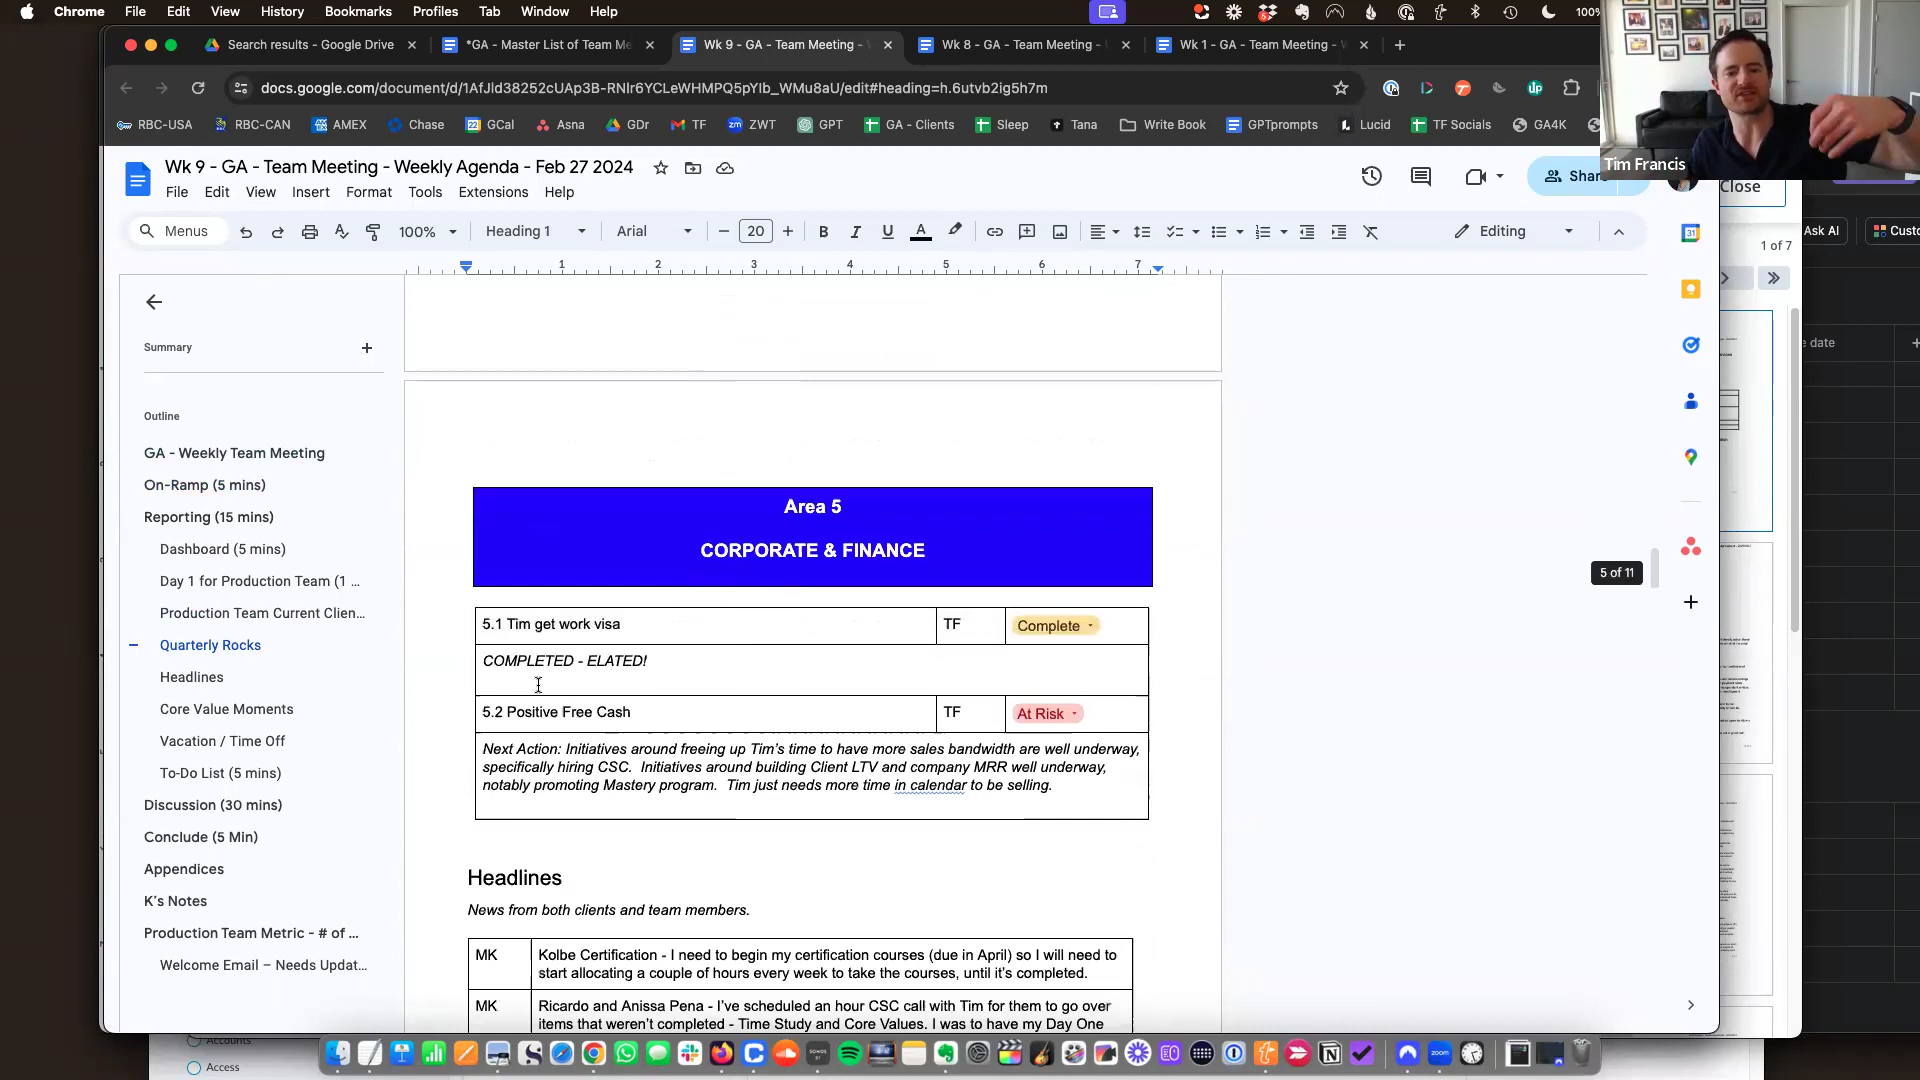 Chrome File Edit View History Bookmarks Profiles Tab Window Help
100%
Search results - Google Drive
*GA - Master List of Team Me
Wk 9 - GA - Team Meeting -
Wk 8 - GA - Team Meeting -
Wk 1 - GA - Team Meeting -
docs.google.com/document/d/1AfJld38252cUAp3B-RNlr6YCLeWHMPQ5pYIb_WMu8aU/edit#heading=h.6utvb2ig5h7m
RBC-USA RBC-CAN AMEX Chase GCal Asna GDr TF ZWT GPT GA - Clients Sleep Tana Write Book GPTprompts Lucid TF Socials GA4K
Tim Francis
Wk 9 - GA - Team Meeting - Weekly Agenda - Feb 27 2024
File Edit View Insert Format Tools Extensions Help
Share
Close
Menus 100% Heading 1 Arial 20 Editing
Ask AI
Custo
1 of 7
1 2 3 4 5 6 7
Summary
Outline
GA - Weekly Team Meeting
On-Ramp (5 mins)
Reporting (15 mins)
Dashboard (5 mins)
Day 1 for Production Team (1 ...
Production Team Current Clien...
Quarterly Rocks
Headlines
Core Value Moments
Vacation / Time Off
To-Do List (5 mins)
Discussion (30 mins)
Conclude (5 Min)
Appendices
K's Notes
Production Team Metric - # of ...
Welcome Email – Needs Updat...
Area 5
CORPORATE & FINANCE
5.1 Tim get work visa TF Complete
COMPLETED - ELATED!
5.2 Positive Free Cash TF At Risk
Next Action: Initiatives around freeing up Tim's time to have more sales bandwidth are well underway,
specifically hiring CSC. Initiatives around building Client LTV and company MRR well underway,
notably promoting Mastery program. Tim just needs more time in calendar to be selling.
Headlines
News from both clients and team members.
MK Kolbe Certification - I need to begin my certification courses (due in April) so I will need to
start allocating a couple of hours every week to take the courses, until it's completed.
MK Ricardo and Anissa Pena - I've scheduled an hour CSC call with Tim for them to go over
items that weren't completed - Time Study and Core Values. I was to have my Day One
5 of 11
e date
Accounts
Access